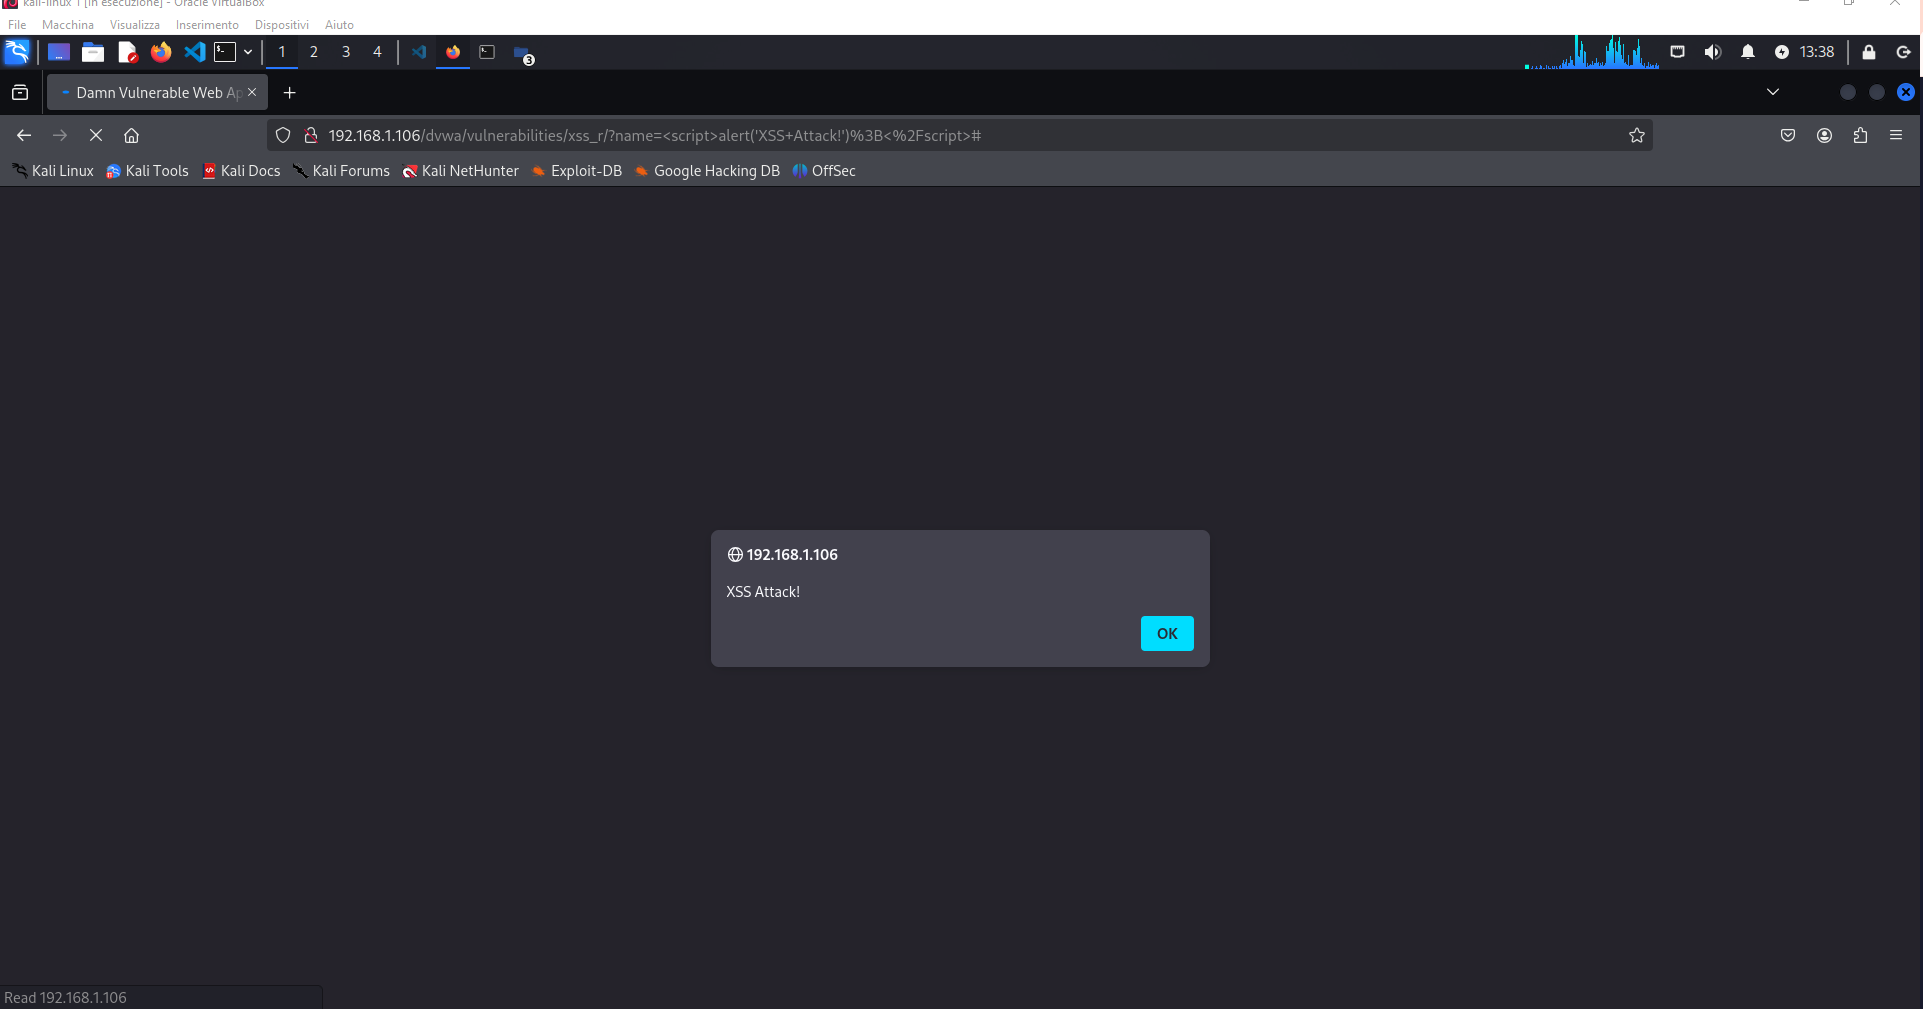 kali-linux 1 [In esecuzione] - Oracle VirtualBox
File Macchina Visualizza Inserimento Dispositivi Aiuto
1 2 3 4 3 13:38
Damn Vulnerable Web Ap
192.168.1.106/dvwa/vulnerabilities/xss_r/?name=<script>alert('XSS+Attack!')%3B<%2Fscript>#
Kali Linux Kali Tools Kali Docs Kali Forums Kali NetHunter Exploit-DB Google Hacking DB OffSec
192.168.1.106
XSS Attack!
OK
Read 192.168.1.106